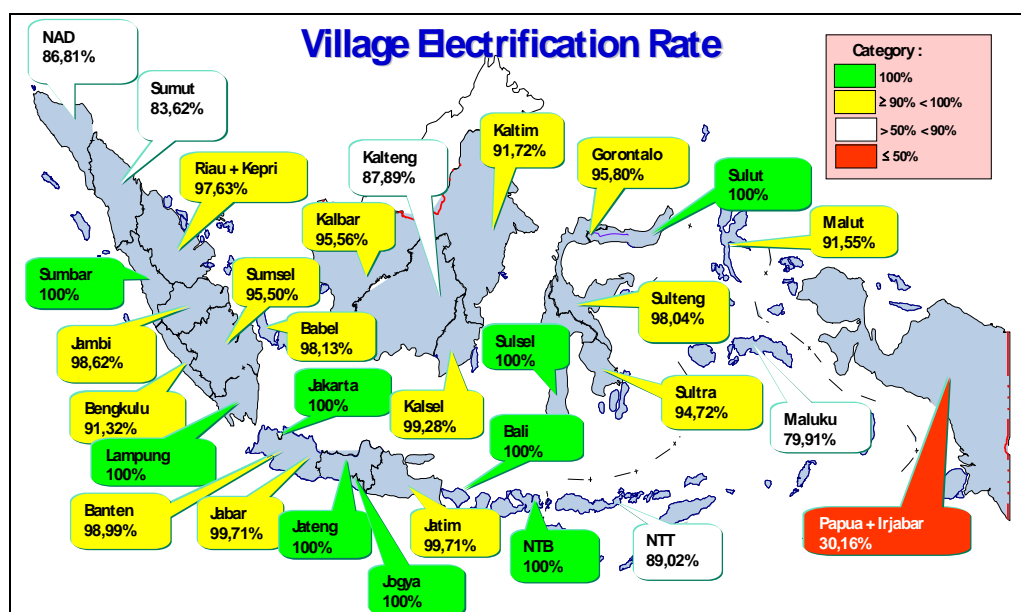 Village Electrification Rate
Category :
100%
≥ 90% < 100%
> 50% < 90%
≤ 50%
NAD
86,81%
Sumut
83,62%
Riau + Kepri
97,63%
Kalteng
87,89%
Kaltim
91,72%
Gorontalo
95,80%
Sulut
100%
Malut
91,55%
Kalbar
95,56%
Sumbar
100%
Sumsel
95,50%
Babel
98,13%
Sulteng
98,04%
Jambi
98,62%
Sulsel
100%
Sultra
94,72%
Maluku
79,91%
Bengkulu
91,32%
Jakarta
100%
Kalsel
99,28%
Bali
100%
Lampung
100%
Banten
98,99%
Jabar
99,71%
Jateng
100%
Jogya
100%
Jatim
99,71%
NTB
100%
NTT
89,02%
Papua + Irjabar
30,16%